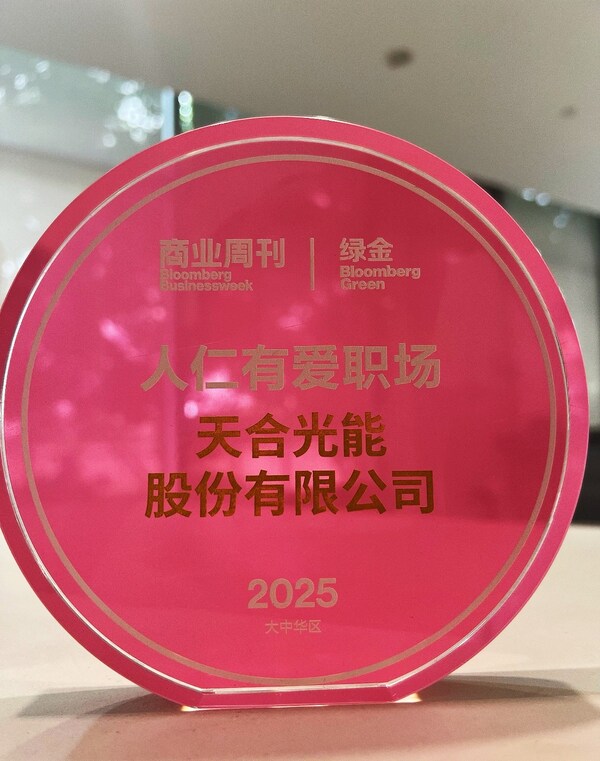 商业周刊
Bloomberg
Businessweek
绿金
Bloomberg
Green
人仁有爱职场
天合光能
股份有限公司
2025
大中华区